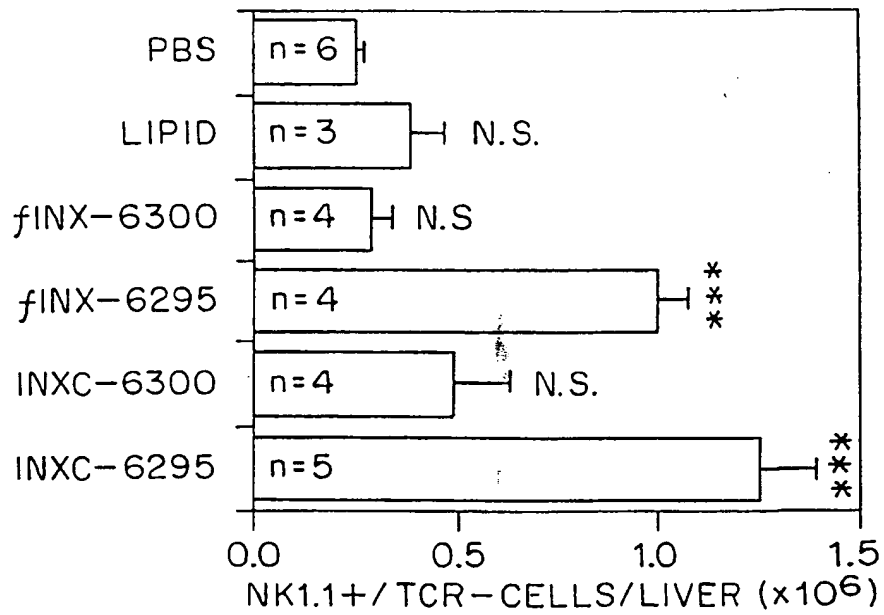 PBS n=6
LIPID n=3 N.S.
fINX-6300 n=4 N.S
fINX-6295 n=4 ***
INXC-6300 n=4 N.S.
INXC-6295 n=5 ***
0.0 0.5 1.0 1.5
NK1.1+/TCR-CELLS/LIVER (x10⁶)